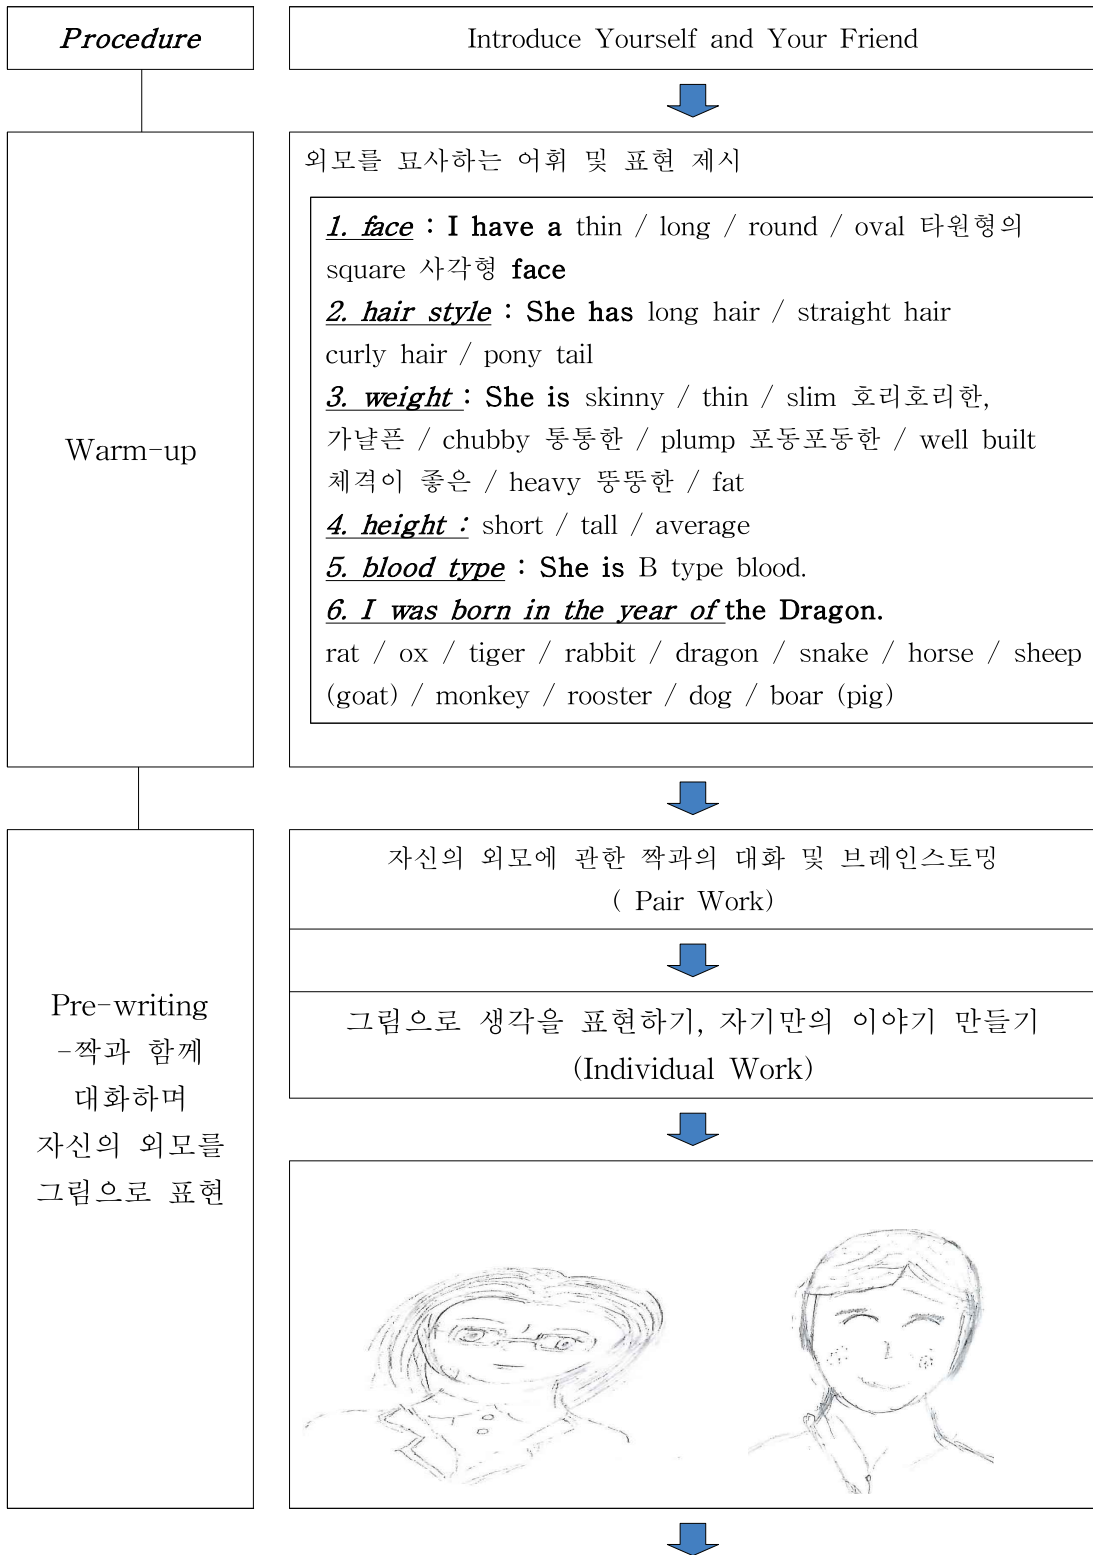 Procedure
Introduce Yourself and Your Friend
Warm-up
외모를 묘사하는 어휘 및 표현 제시
1. face : I have a thin / long / round / oval 타원형의
square 사각형 face
2. hair style : She has long hair / straight hair
curly hair / pony tail
3. weight : She is skinny / thin / slim 호리호리한,
가냘픈 / chubby 통통한 / plump 포동포동한 / well built
체격이 좋은 / heavy 뚱뚱한 / fat
4. height : short / tall / average
5. blood type : She is B type blood.
6. I was born in the year of the Dragon.
rat / ox / tiger / rabbit / dragon / snake / horse / sheep
(goat) / monkey / rooster / dog / boar (pig)
Pre-writing
-짝과 함께
대화하며
자신의 외모를
그림으로 표현
자신의 외모에 관한 짝과의 대화 및 브레인스토밍
( Pair Work)
그림으로 생각을 표현하기, 자기만의 이야기 만들기
(Individual Work)